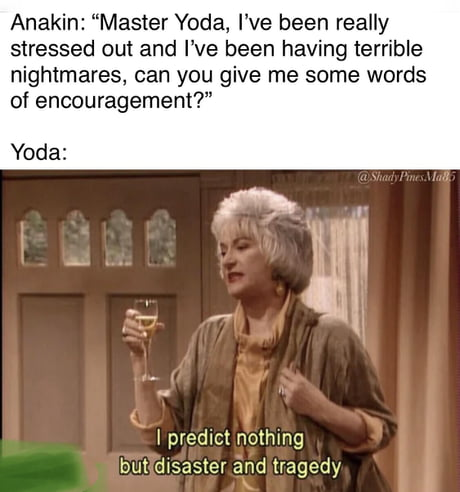 Anakin: “Master Yoda, I’ve been really
stressed out and I’ve been having terrible
nightmares, can you give me some words
of encouragement?”
Yoda:
@ShadyPinesMa85
I predict nothing
but disaster and tragedy